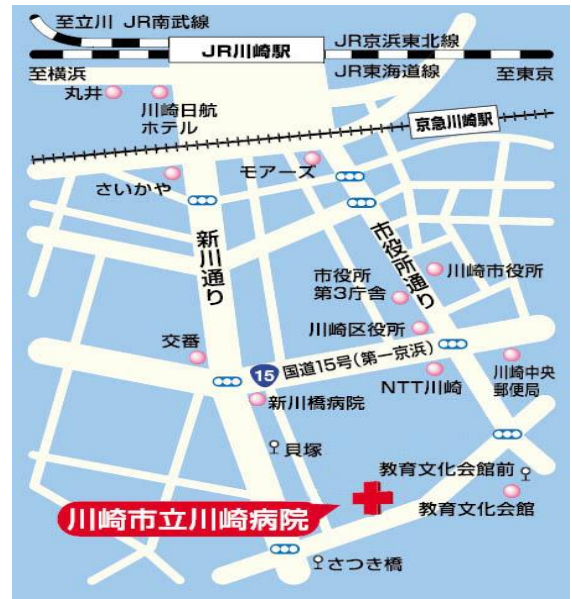 至立川 JR南武線
JR川崎駅
JR京浜東北線
至横浜
JR東海道線
至東京
丸井
川崎日航
ホテル
京急川崎駅
さいかや
モアーズ
新川通り
市役所通り
川崎市役所
市役所
第3庁舎
川崎区役所
交番
15
国道15号(第一京浜)
NTT川崎
川崎中央
郵便局
新川橋病院
貝塚
教育文化会館前
教育文化会館
川崎市立川崎病院
さつき橋